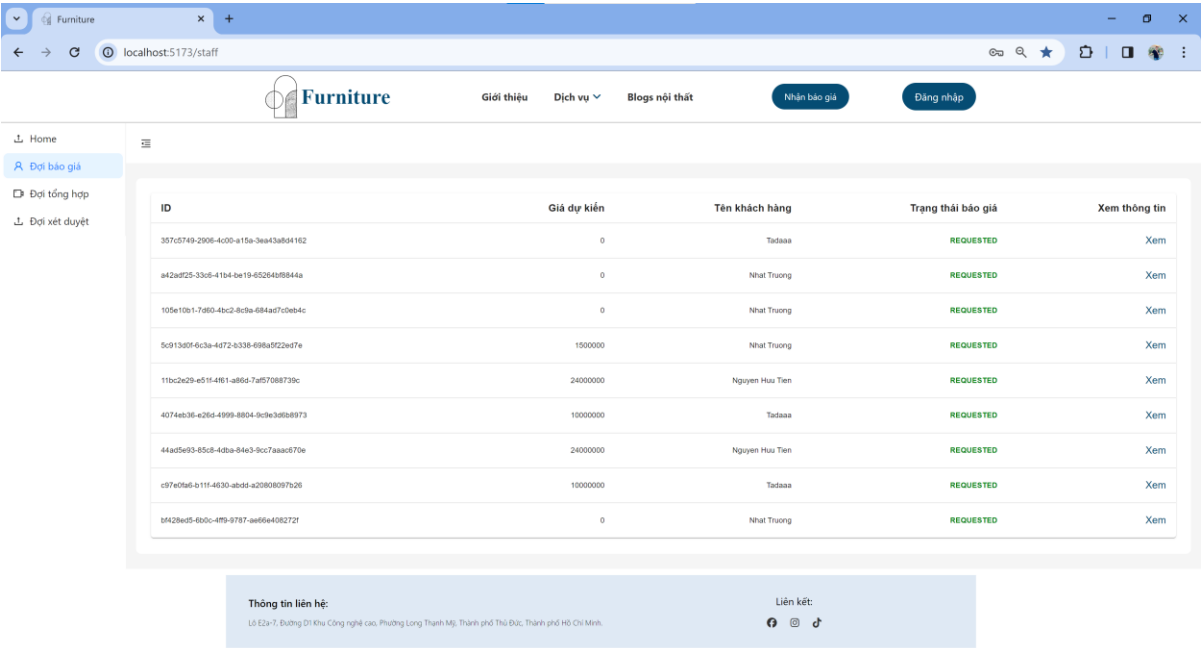 Furniture
localhost:5173/staff
Furniture Giới thiệu Dịch vụ Blogs nội thất Nhận báo giá Đăng nhập
Home
Đợi báo giá
Đợi tổng hợp
Đợi xét duyệt
ID Giá dự kiến Tên khách hàng Trạng thái báo giá Xem thông tin
357c5749-2906-4c00-a15a-3ea43a8d4162 0 Tadaaa REQUESTED Xem
a42adf25-33c6-41b4-be19-65264bf8844a 0 Nhat Truong REQUESTED Xem
105e10b1-7d60-4bc2-8c9a-684ad7c0eb4c 0 Nhat Truong REQUESTED Xem
5c913d0f-6c3a-4d72-b338-698a5f22ed7e 1500000 Nhat Truong REQUESTED Xem
11bc2e29-e51f-4f61-a86d-7af57088739c 24000000 Nguyen Huu Tien REQUESTED Xem
4074eb36-e26d-4999-8804-9c9e3d6b8973 10000000 Tadaaa REQUESTED Xem
44ad5e93-85c8-4dba-84e3-9cc7aaac670e 24000000 Nguyen Huu Tien REQUESTED Xem
c97e0fa6-b11f-4630-abdd-a20808097b26 10000000 Tadaaa REQUESTED Xem
bf428ed5-6b0c-4ff9-9787-ae66e408272f 0 Nhat Truong REQUESTED Xem
Thông tin liên hệ: Liên kết:
Lô E2a-7, Đường D1 Khu Công nghệ cao, Phường Long Thạnh Mỹ, Thành phố Thủ Đức, Thành phố Hồ Chí Minh.